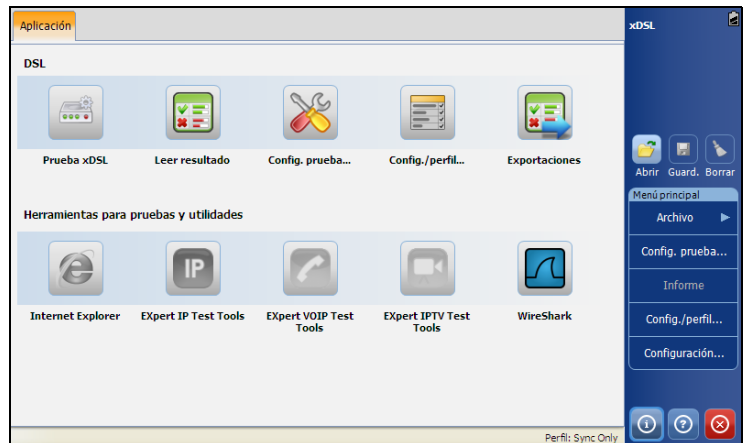 Aplicación
DSL
Prueba xDSL
Leer resultado
Config. prueba...
Config./perfil...
Exportaciones
Herramientas para pruebas y utilidades
IP
Internet Explorer
EXpert IP Test Tools
EXpert VOIP Test
Tools
EXpert IPTV Test
Tools
WireShark
Perfil: Sync Only
xDSL
Abrir
Guard.
Borrar
Menú principal
Archivo
Config. prueba...
Informe
Config./perfil...
Configuración...